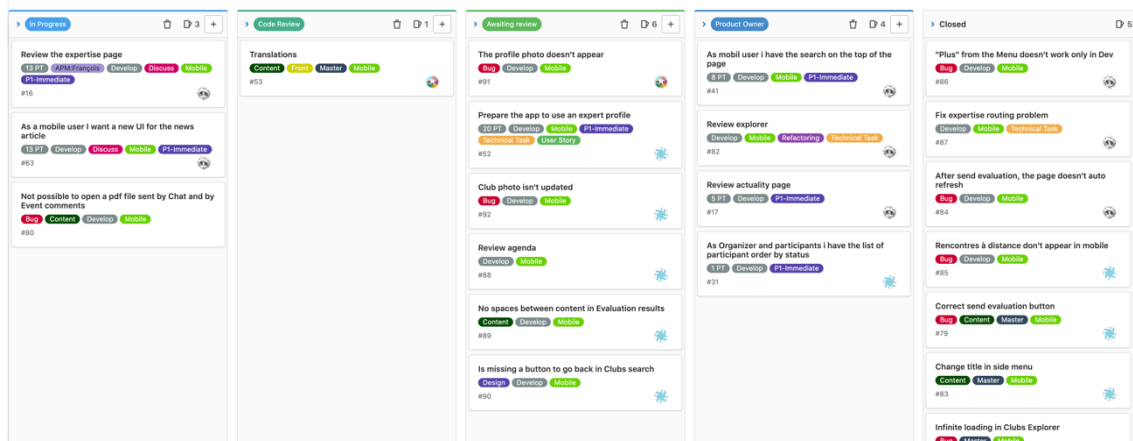 In Progress 3 +
Review the expertise page
13 PT APM:François Develop Discuss Mobile
P1-Immediate
#16
As a mobile user I want a new UI for the news
article
13 PT Develop Discuss Mobile P1-Immediate
#63
Not possible to open a pdf file sent by Chat and by
Event comments
Bug Content Develop Mobile
#80
Code Review 1 +
Translations
Content Front Master Mobile
#53
Awaiting review 6 +
The profile photo doesn't appear
Bug Develop Mobile
#91
Prepare the app to use an expert profile
20 PT Develop Mobile P1-Immediate
Technical Task User Story
#52
Club photo isn't updated
Bug Develop Mobile
#92
Review agenda
Develop Mobile
#88
No spaces between content in Evaluation results
Content Develop Mobile
#89
Is missing a button to go back in Clubs search
Design Develop Mobile
#90
Product Owner 4 +
As mobil user i have the search on the top of the
page
8 PT Develop Mobile P1-Immediate
#41
Review explorer
Develop Mobile Refactoring Technical Task
#82
Review actuality page
5 PT Develop P1-Immediate
#17
As Organizer and participants i have the list of
participant order by status
1 PT Develop P1-Immediate
#31
Closed 5
"Plus" from the Menu doesn't work only in Dev
Bug Develop Mobile
#86
Fix expertise routing problem
Develop Mobile Technical Task
#87
After send evaluation, the page doesn't auto
refresh
Bug Develop Mobile
#84
Rencontres à distance don't appear in mobile
Bug Develop Mobile
#85
Correct send evaluation button
Bug Content Master Mobile
#79
Change title in side menu
Content Master Mobile
#83
Infinite loading in Clubs Explorer
Bug Master Mobile